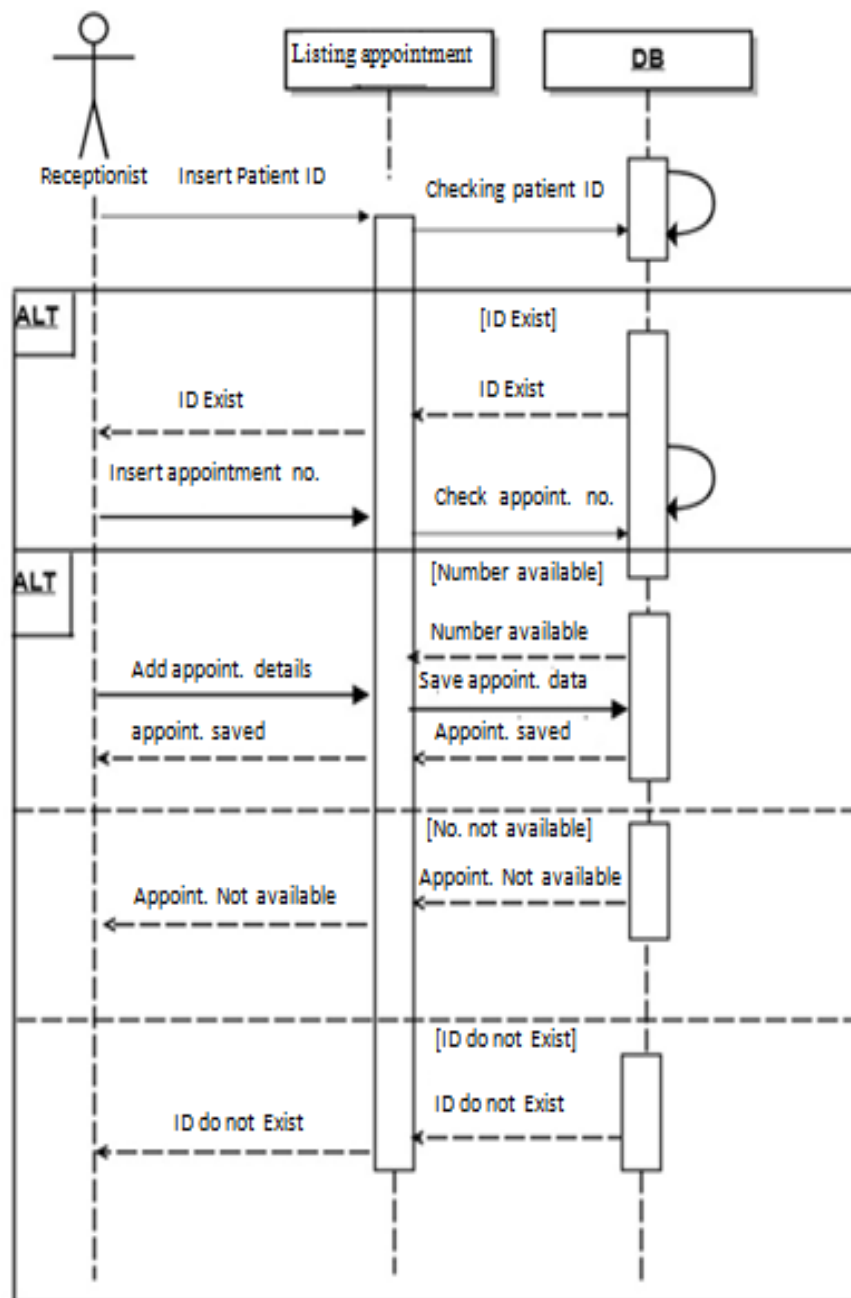 Listing appointment
DB
Receptionist
Insert Patient ID
Checking patient ID
ALT
[ID Exist]
ID Exist
ID Exist
Insert appointment no.
Check appoint. no.
ALT
[Number available]
Number available
Add appoint. details
Save appoint. data
appoint. saved
Appoint. saved
[No. not available]
Appoint. Not available
Appoint. Not available
[ID do not Exist]
ID do not Exist
ID do not Exist